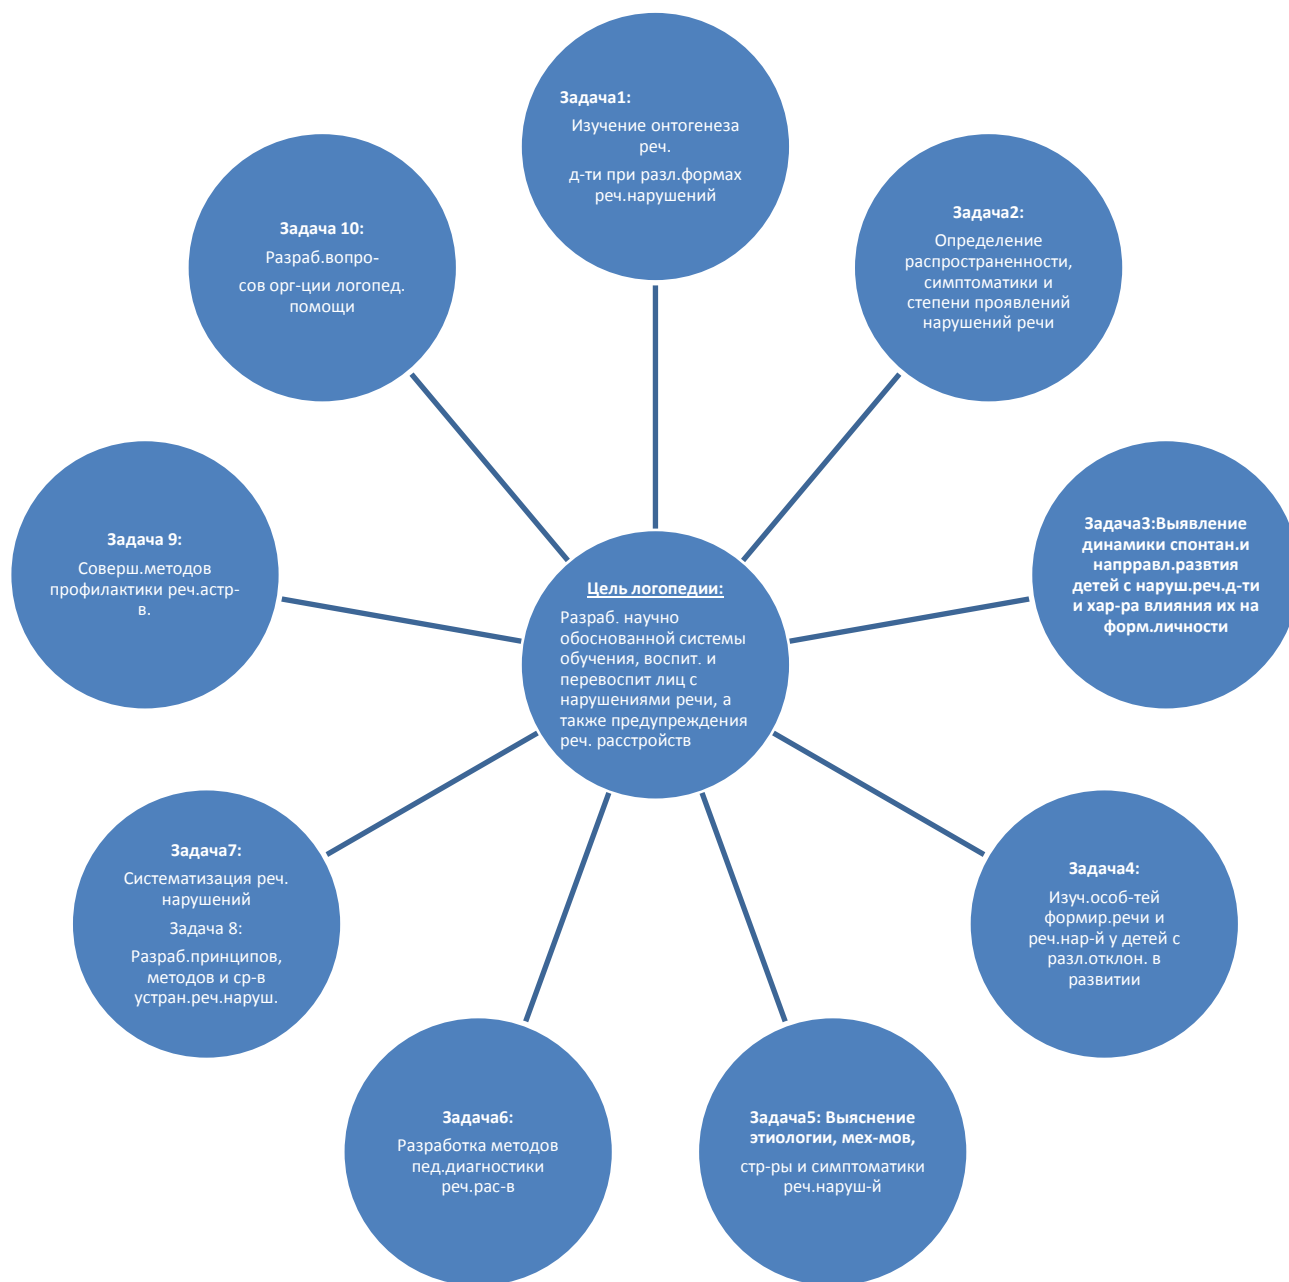 Задача1:
Изучение онтогенеза
реч.
д-ти при разл.формах
реч.нарушений
Задача2:
Определение
распространенности,
симптоматики и
степени проявлений
нарушений речи
Задача3:Выявление
динамики спонтан.и
напрравл.развтия
детей с наруш.реч.д-ти
и хар-ра влияния их на
форм.личности
Задача4:
Изуч.особ-тей
формир.речи и
реч.нар-й у детей с
разл.отклон. в
развитии
Задача5: Выяснение
этиологии, мех-мов,
стр-ры и симптоматики
реч.наруш-й
Задача6:
Разработка методов
пед.диагностики
реч.рас-в
Задача7:
Систематизация реч.
нарушений
Задача 8:
Разраб.принципов,
методов и ср-в
устран.реч.наруш.
Задача 9:
Соверш.методов
профилактики реч.астр-
в.
Задача 10:
Разраб.вопро-
сов орг-ции логопед.
помощи
Цель логопедии:
Разраб. научно
обоснованной системы
обучения, воспит. и
перевоспит лиц с
нарушениями речи, а
также предупреждения
реч. расстройств